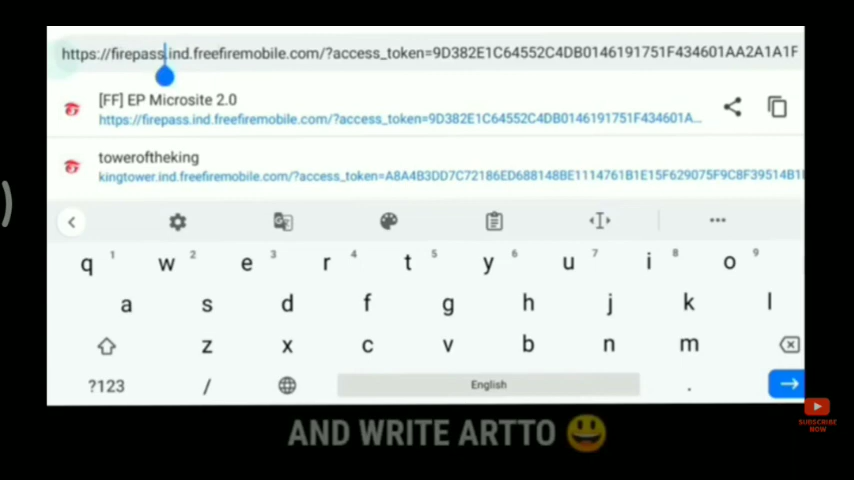 https://firepass.ind.freefiremobile.com/?access_token=9D382E1C64552C4DB0146191751F434601AA2A1A1F
[FF] EP Microsite 2.0
https://firepass.ind.freefiremobile.com/?access_token=9D382E1C64552C4DB0146191751F434601A...
toweroftheking
kingtower.ind.freefiremobile.com/?access_token=A8A4B3DD7C72186ED688148BE1114761B1E15F629075F9C8F39514B1
q 1 w 2 e 3 r 4 t 5 y 6 u 7 i 8 o 9
a s d f g h j k l
z x c v b n m
?123 / English .
SUBSCRIBE
NOW
AND WRITE ARTTO 😃